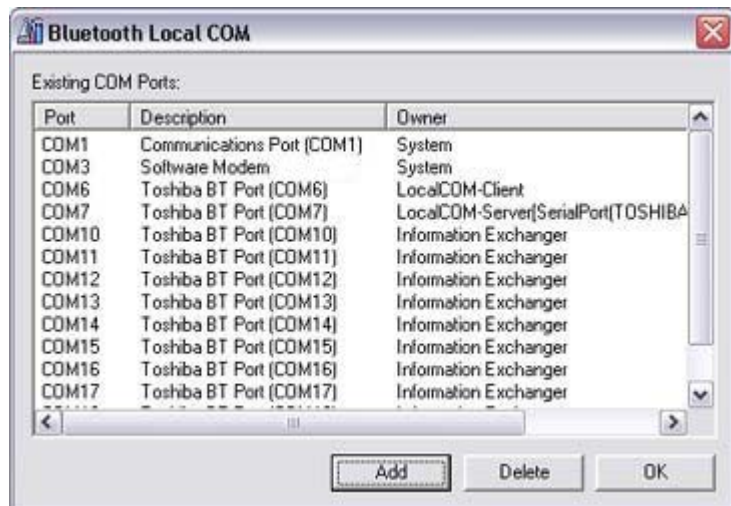 Bluetooth Local COM
Existing COM Ports:
Port Description Owner
COM1 Communications Port (COM1) System
COM3 Software Modem System
COM6 Toshiba BT Port (COM6) LocalCOM-Client
COM7 Toshiba BT Port (COM7) LocalCOM-Server(SerialPort(TOSHIBA
COM10 Toshiba BT Port (COM10) Information Exchanger
COM11 Toshiba BT Port (COM11) Information Exchanger
COM12 Toshiba BT Port (COM12) Information Exchanger
COM13 Toshiba BT Port (COM13) Information Exchanger
COM14 Toshiba BT Port (COM14) Information Exchanger
COM15 Toshiba BT Port (COM15) Information Exchanger
COM16 Toshiba BT Port (COM16) Information Exchanger
COM17 Toshiba BT Port (COM17) Information Exchanger
Add Delete OK